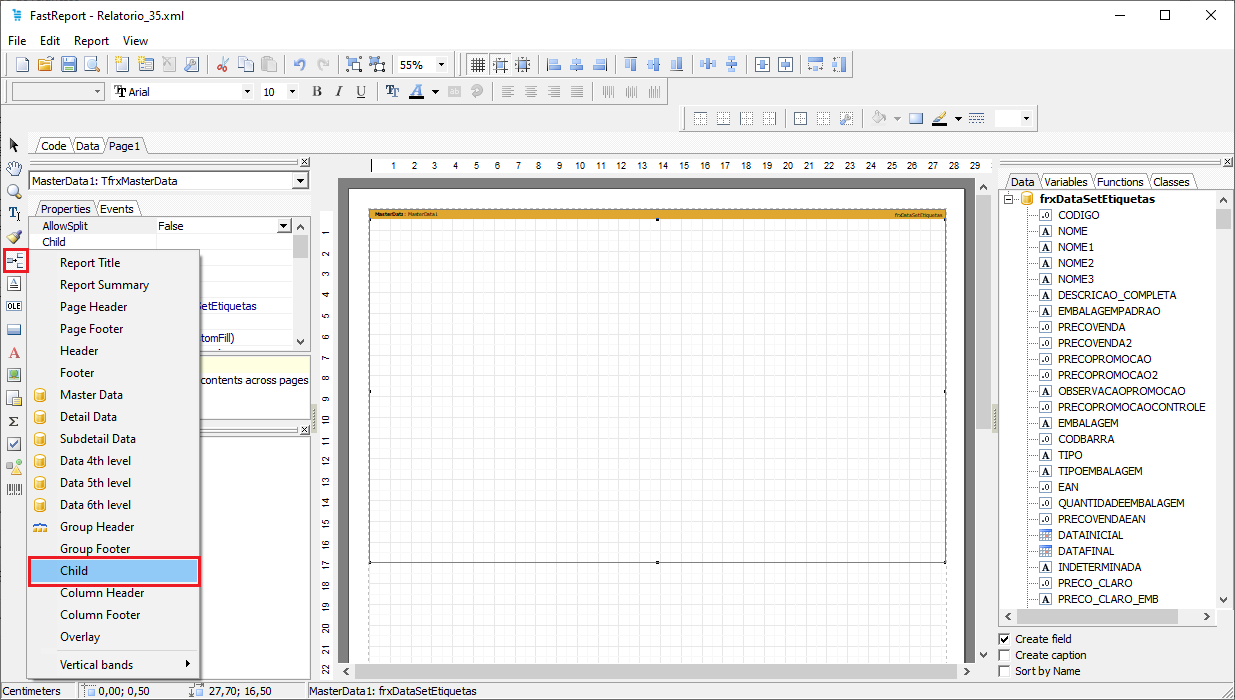 FastReport - Relatorio_35.xml
File Edit Report View
55%
Arial 10 B I U
Code Data Page1
MasterData1: TfrxMasterData
Properties Events
AllowSplit False
Child
SetEtiquetas
tomFill)
contents across pages
Report Title
Report Summary
Page Header
Page Footer
Header
Footer
Master Data
Detail Data
Subdetail Data
Data 4th level
Data 5th level
Data 6th level
Group Header
Group Footer
Child
Column Header
Column Footer
Overlay
Vertical bands
OLE
1 2 3 4 5 6 7 8 9 10 11 12 13 14 15 16 17 18 19 20 21 22 23 24 25 26 27 28 29
1
2
3
4
5
6
7
8
9
10
11
12
13
14
15
16
17
18
19
20
21
22
MasterData: MasterData1 frxDataSetEtiquetas
Data Variables Functions Classes
frxDataSetEtiquetas
CODIGO
NOME
NOME1
NOME2
NOME3
DESCRICAO_COMPLETA
EMBALAGEMPADRAO
PRECOVENDA
PRECOVENDA2
PRECOPROMOCAO
PRECOPROMOCAO2
OBSERVACAOPROMOCAO
PRECOPROMOCAOCONTROLE
EMBALAGEM
CODBARRA
TIPO
TIPOEMBALAGEM
EAN
QUANTIDADEEMBALAGEM
PRECOVENDAEAN
DATAINICIAL
DATAFINAL
INDETERMINADA
PRECO_CLARO
PRECO_CLARO_EMB
Create field
Create caption
Sort by Name
Centimeters 0,00; 0,50 27,70; 16,50 MasterData1: frxDataSetEtiquetas